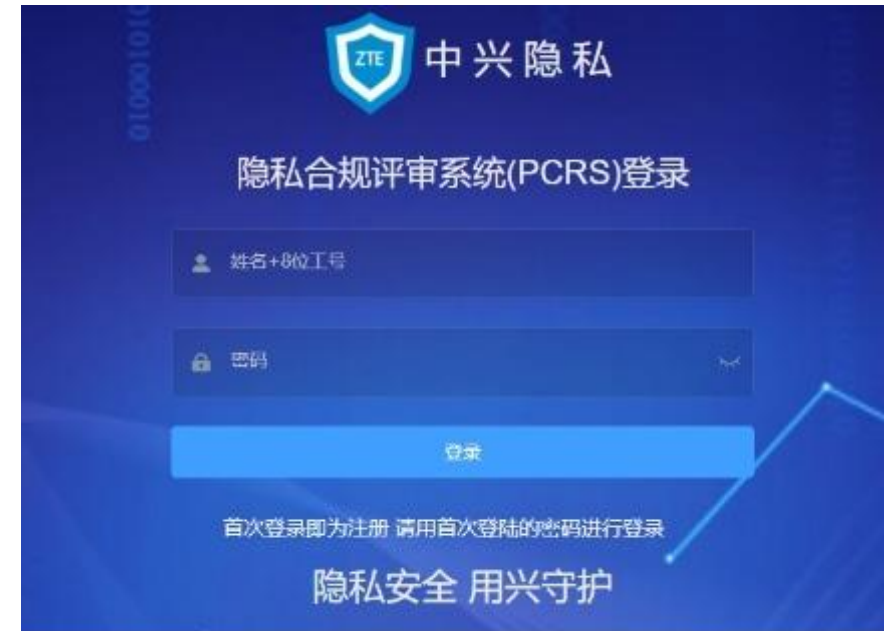 ZTE 中兴隐私
隐私合规评审系统(PCRS)登录
姓名+8位工号
密码
登录
首次登录即为注册 请用首次登陆的密码进行登录
隐私安全 用兴守护